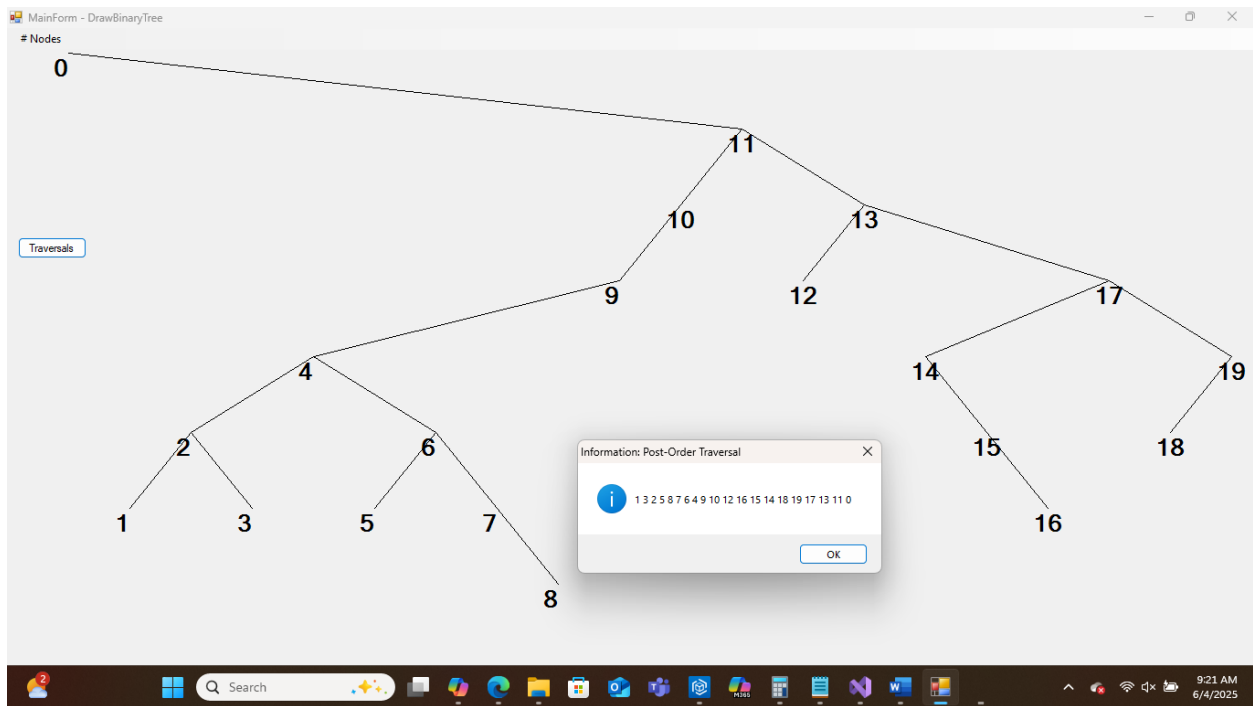 MainForm - DrawBinaryTree
# Nodes
0
11
10 13
Traversals
9 12 17
4 14 19
2 6 15 18
Information: Post-Order Traversal
1 3 2 5 8 7 6 4 9 10 12 16 15 14 18 19 17 13 11 0
1 3 5 7 16
OK
8
2
Search
M365
W
9:21 AM
6/4/2025